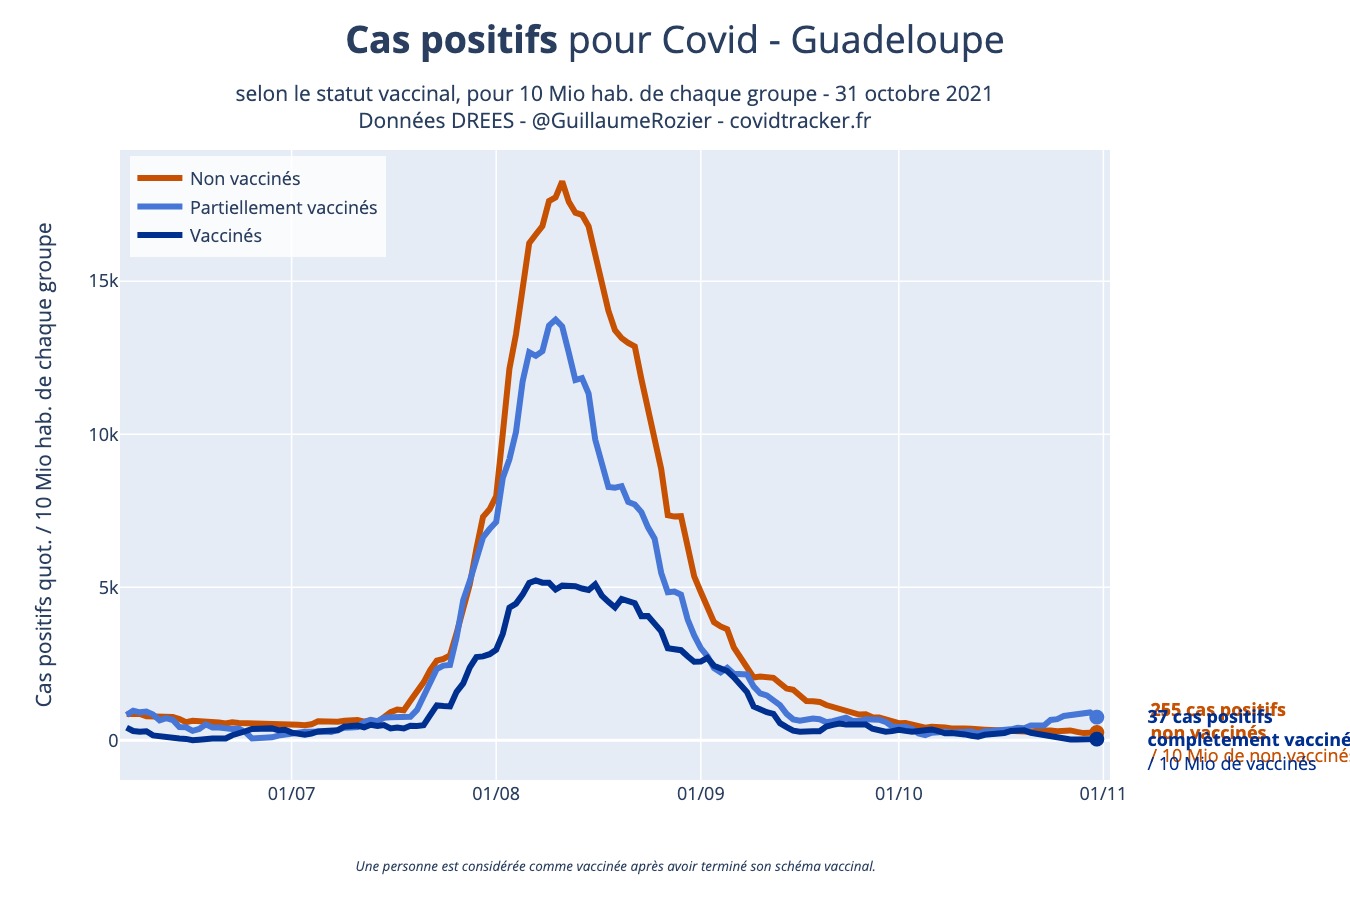 Cas positifs pour Covid - Guadeloupe
selon le statut vaccinal, pour 10 Mio hab. de chaque groupe - 31 octobre 2021
Données DREES - @GuillaumeRozier - covidtracker.fr
Non vaccinés
Partiellement vaccinés
Vaccinés
Cas positifs quot. / 10 Mio hab. de chaque groupe
15k
10k
5k
0
01/07
01/08
01/09
01/10
01/11
255 cas positifs
non vaccinés
/ 10 Mio de non vaccinés
37 cas positifs
complètement vacciné
/ 10 Mio de vaccinés
Une personne est considérée comme vaccinée après avoir terminé son schéma vaccinal.